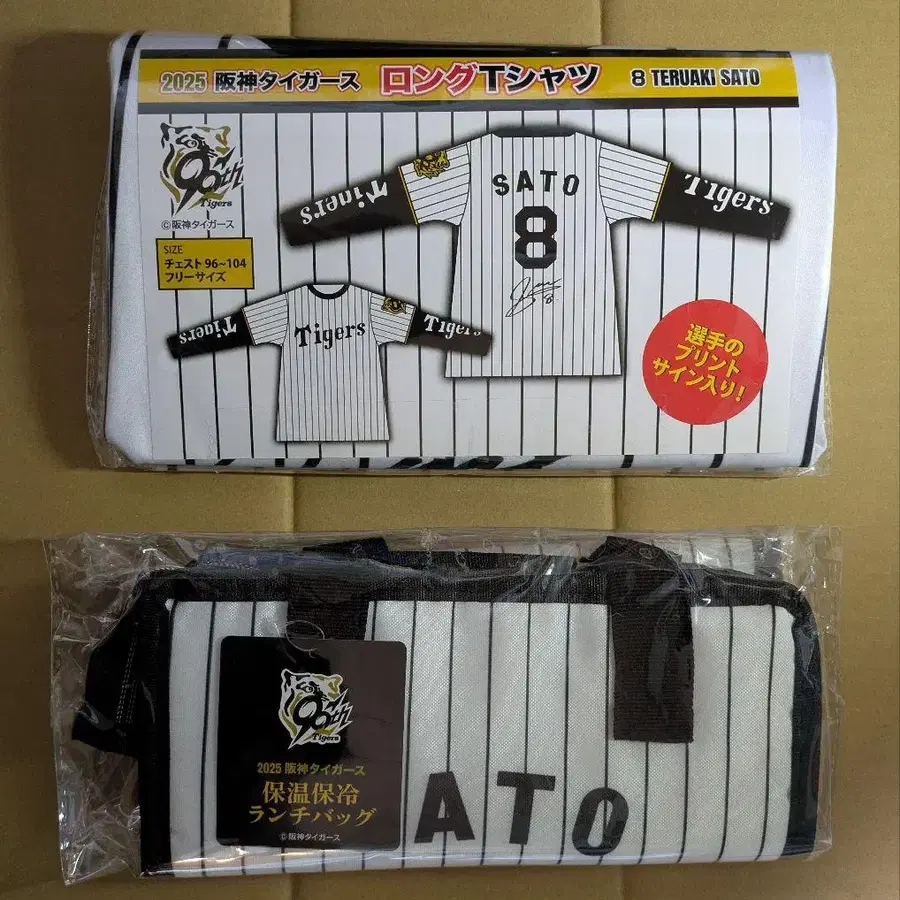 2025 阪神タイガース ロングTシャツ 8 TERUAKI SATO
90th
Tigers
©阪神タイガース
SIZE
チェスト 96~104
フリーサイズ
Tigers
SATO
8
Tigers
Tigers
Tigers
Tigers
選手の
プリント
サイン入り!
90th
Tigers
2025 阪神タイガース
保温保冷
ランチバッグ
©阪神タイガース
ATO